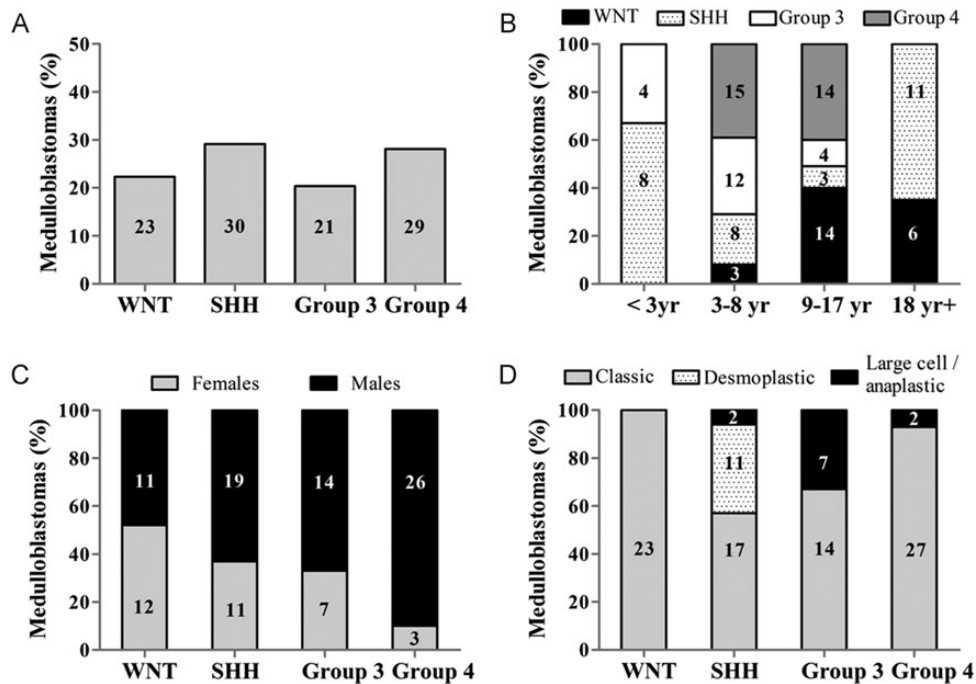 A
Medulloblastomas (%)
50
40
30
20
10
0
23
30
21
29
WNT
SHH
Group 3
Group 4
B
WNT
SHH
Group 3
Group 4
Medulloblastomas (%)
100
80
60
40
20
0
4
8
15
12
8
3
14
4
3
14
11
6
< 3yr
3-8 yr
9-17 yr
18 yr+
C
Females
Males
Medulloblastomas (%)
100
80
60
40
20
0
11
12
19
11
14
7
26
3
WNT
SHH
Group 3
Group 4
D
Classic
Desmoplastic
Large cell /
anaplastic
Medulloblastomas (%)
100
80
60
40
20
0
23
2
11
17
7
14
2
27
WNT
SHH
Group 3
Group 4